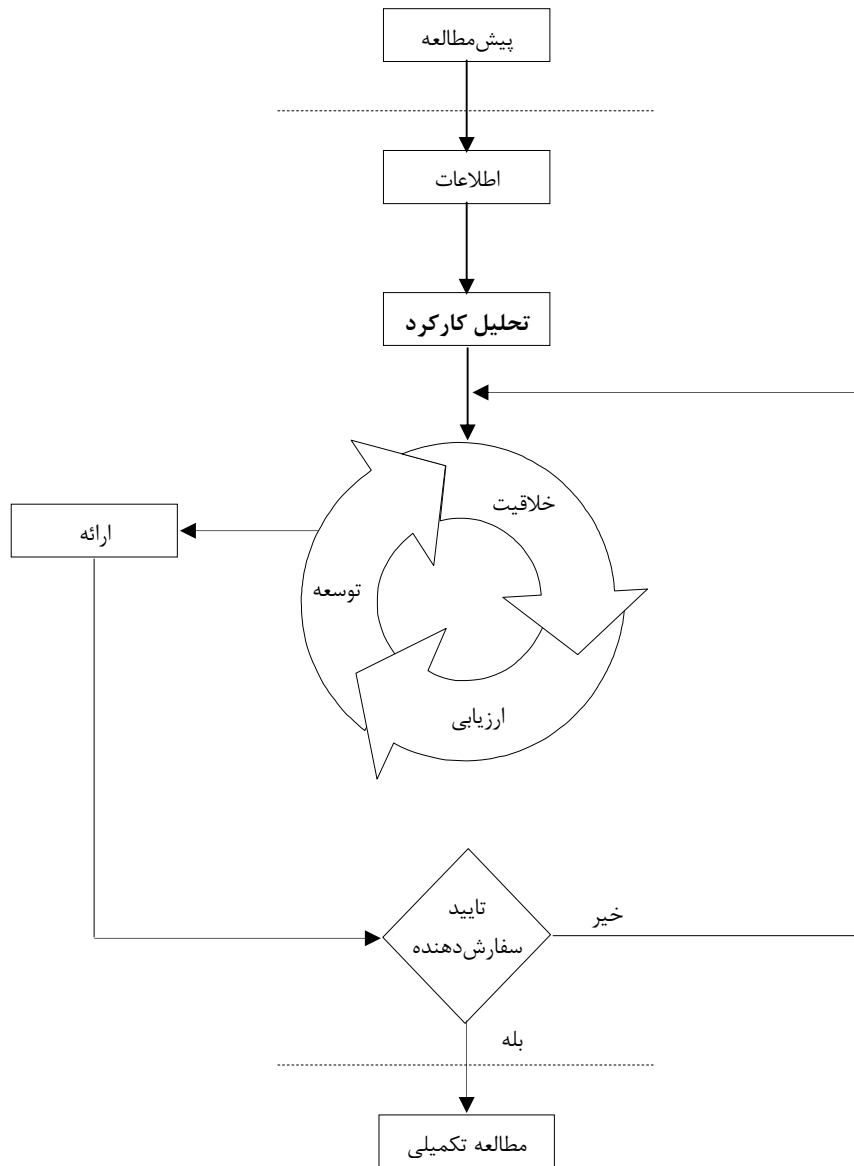 پیش‌مطالعه
اطلاعات
تحلیل کارکرد
خلاقیت
ارائه
توسعه
ارزیابی
تایید
سفارش‌دهنده
خیر
بله
مطالعه تکمیلی